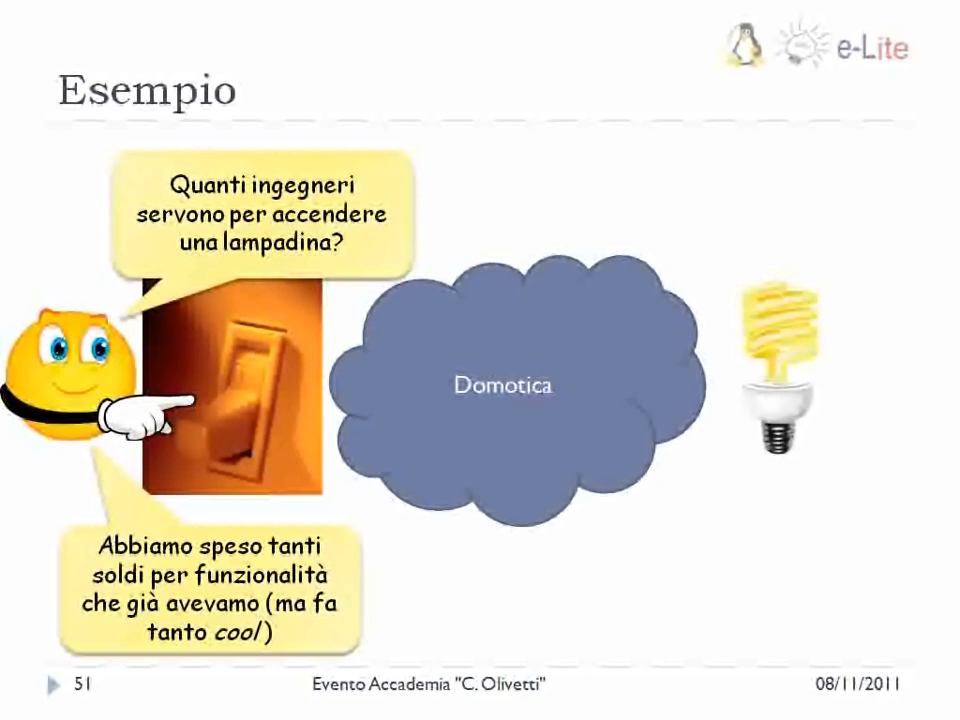 e-Lite
Esempio
Quanti ingegneri
servono per accendere
una lampadina?
Domotica
Abbiamo speso tanti
soldi per funzionalità
che già avevamo (ma fa
tanto cool)
51
Evento Accademia "C. Olivetti"
08/11/2011